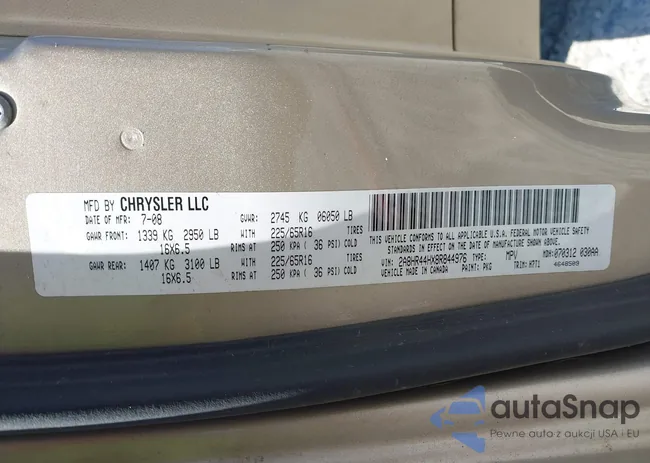 MFD BY CHRYSLER LLC
DATE OF MFR: 7-08 GVWR: 2745 KG 06050 LB
GAWR FRONT: 1339 KG 2950 LB WITH 225/65R16 TIRES
16X6.5 RIMS AT 250 KPA ( 36 PSI) COLD
GAWR REAR: 1407 KG 3100 LB WITH 225/65R16 TIRES
16X6.5 RIMS AT 250 KPA ( 36 PSI) COLD
THIS VEHICLE CONFORMS TO ALL APPLICABLE U.S.A. FEDERAL MOTOR VEHICLE SAFETY
STANDARDS IN EFFECT ON THE DATE OF MANUFACTURE SHOWN ABOVE.
VIN: 2A8HR44HX8R844976 TYPE: MPV MDH: 070312 030AA
VEHICLE MADE IN CANADA PAINT: PKG TRIM: H7T1 4648509
autaSnap
Pewne auto z aukcji USA i EU